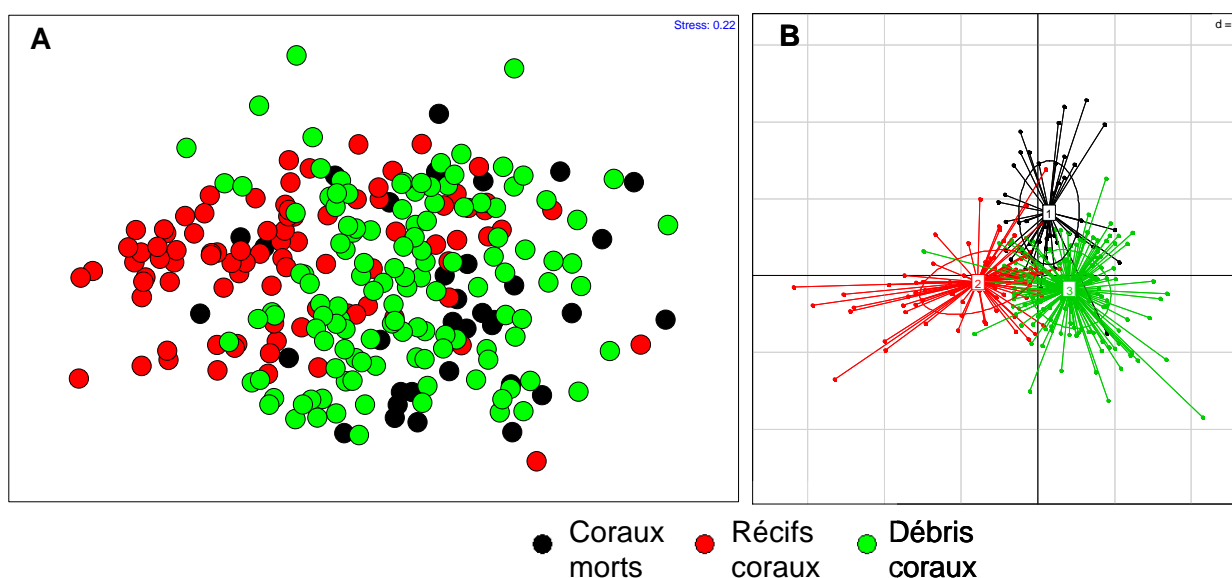 A
Stress: 0.22
B
d =
1
2
3
Coraux morts
Récifs coraux
Débris coraux